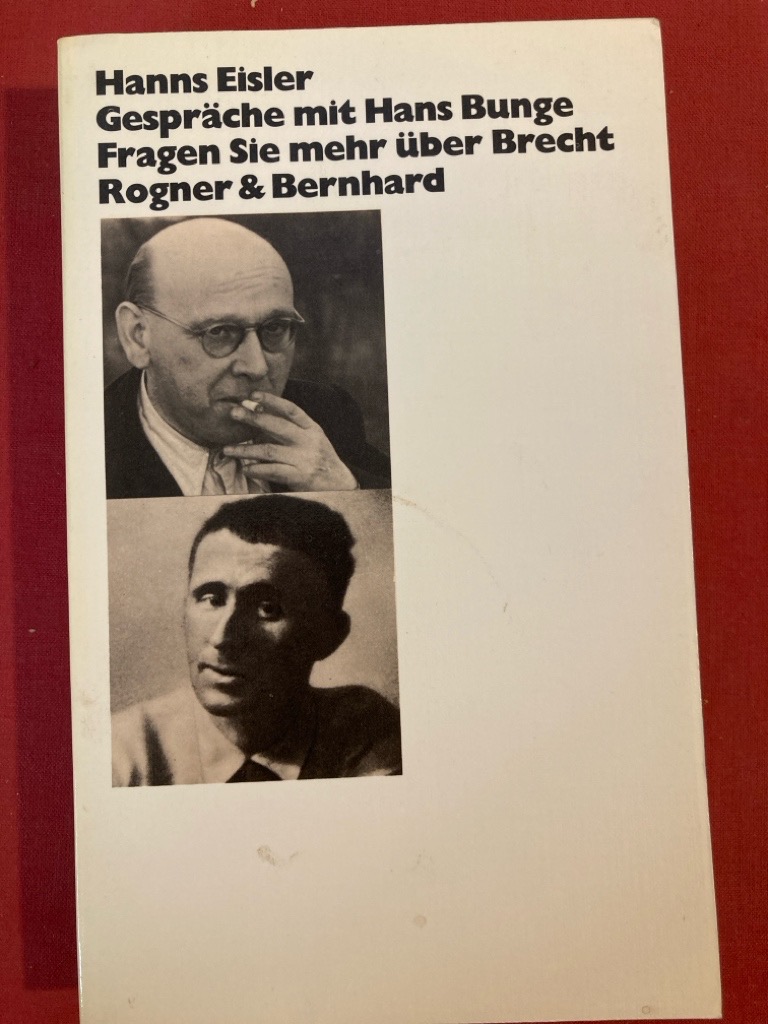 Hanns Eisler
Gespräche mit Hans Bunge
Fragen Sie mehr über Brecht
Rogner & Bernhard